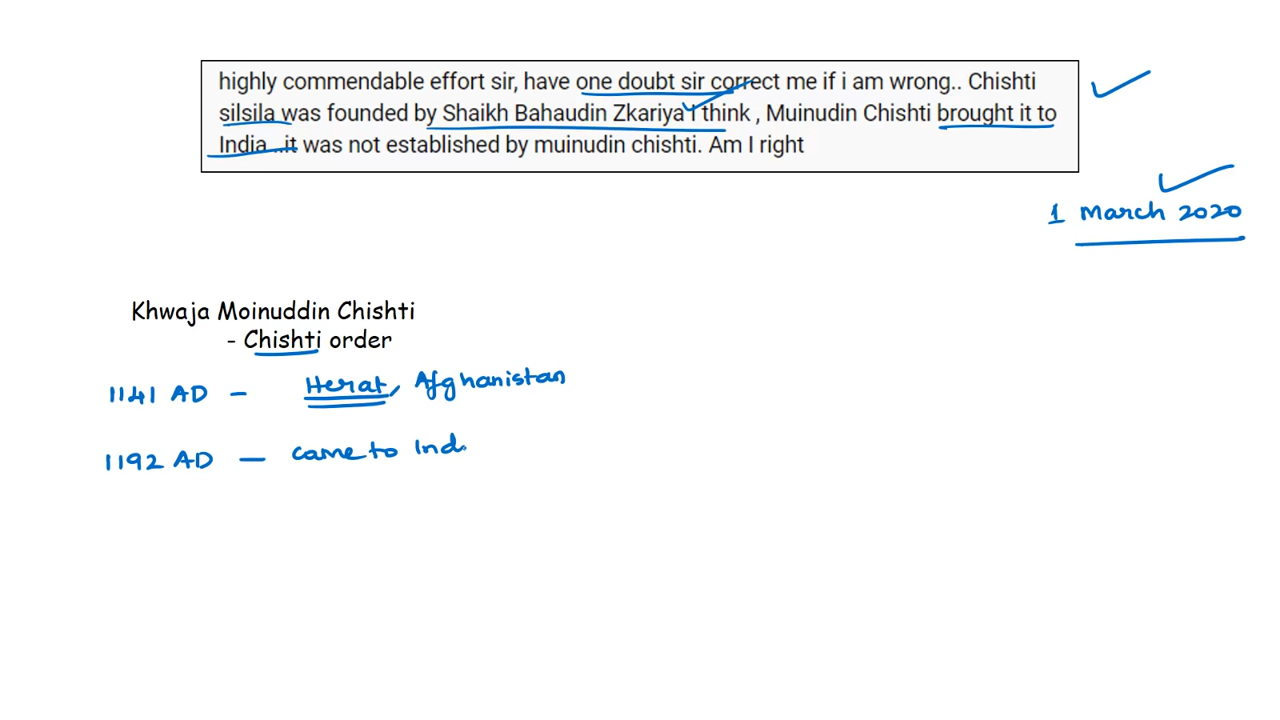 highly commendable effort sir, have one doubt sir correct me if i am wrong.. Chishti
silsila was founded by Shaikh Bahaudin Zkariya I think , Muinudin Chishti brought it to
India...it was not established by muinudin chishti. Am I right
1 March 2020
Khwaja Moinuddin Chishti
- Chishti order
1141 AD - Herat, Afghanistan
1192 AD - came to Ind